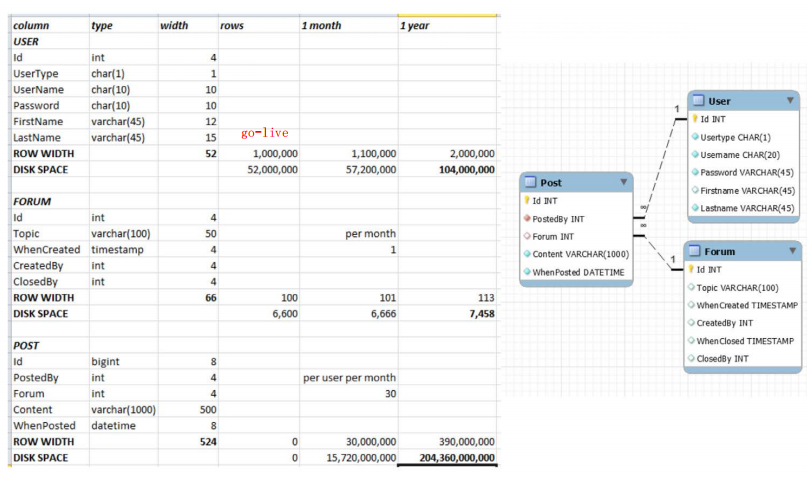 column type width rows 1 month 1 year
USER
Id int 4
UserType char(1) 1
UserName char(10) 10
Password char(10) 10
FirstName varchar(45) 12
LastName varchar(45) 15 go-live
ROW WIDTH 52 1,000,000 1,100,000 2,000,000
DISK SPACE 52,000,000 57,200,000 104,000,000
FORUM
Id int 4
Topic varchar(100) 50 per month
WhenCreated timestamp 4 1
CreatedBy int 4
ClosedBy int 4
ROW WIDTH 66 100 101 113
DISK SPACE 6,600 6,666 7,458
POST
Id bigint 8
PostedBy int 4 per user per month
Forum int 4 30
Content varchar(1000) 500
WhenPosted datetime 8
ROW WIDTH 524 0 30,000,000 390,000,000
DISK SPACE 0 15,720,000,000 204,360,000,000
Post
Id INT
PostedBy INT
Forum INT
Content VARCHAR(1000)
WhenPosted DATETIME
1
∞
∞
1
User
Id INT
Usertype CHAR(1)
Username CHAR(20)
Password VARCHAR(45)
Firstname VARCHAR(45)
Lastname VARCHAR(45)
Forum
Id INT
Topic VARCHAR(100)
WhenCreated TIMESTAMP
CreatedBy INT
WhenClosed TIMESTAMP
ClosedBy INT